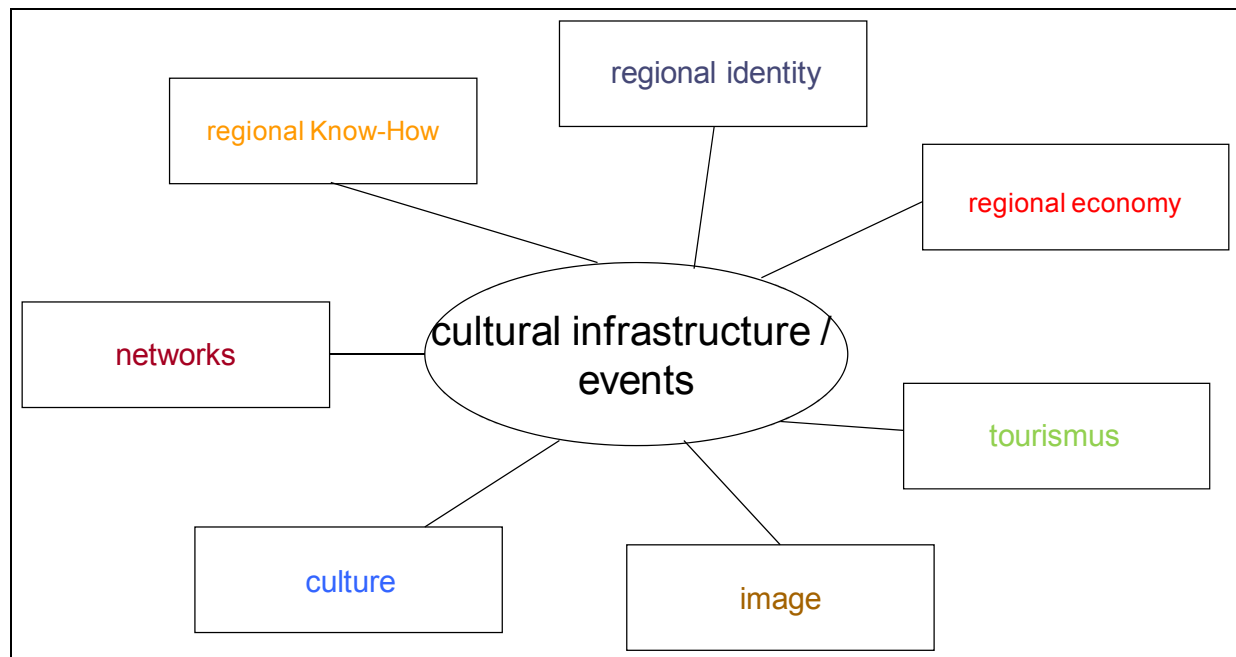 regional identity
regional Know-How
regional economy
cultural infrastructure /
events
networks
tourismus
culture
image